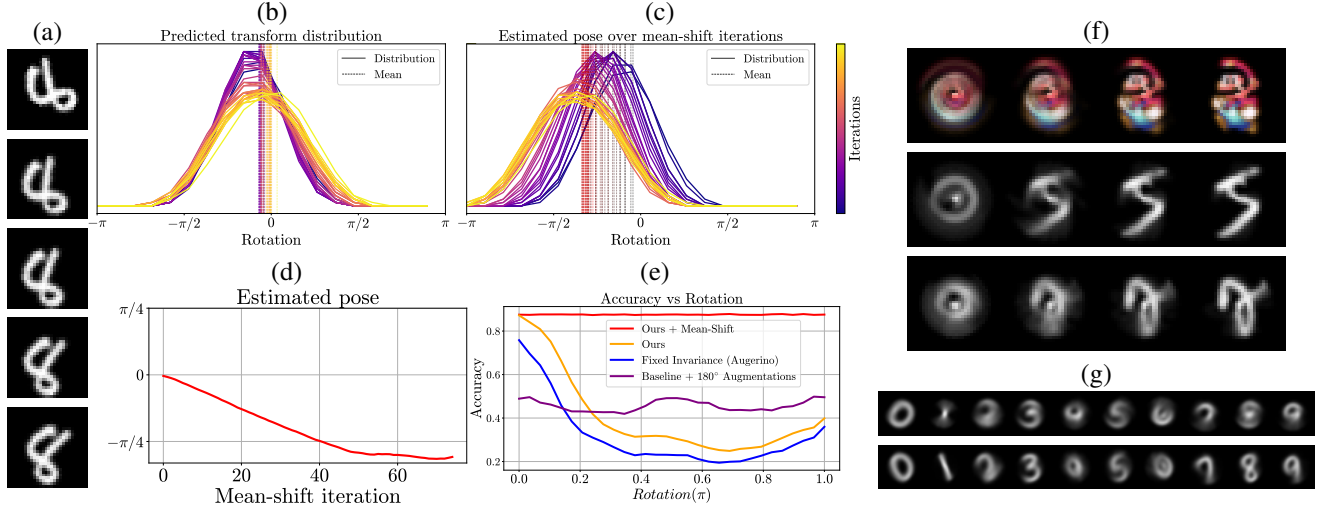 (a)
(b)
Predicted transform distribution
Distribution
Mean
−π
−π/2
0
π/2
π
Rotation
(c)
Estimated pose over mean-shift iterations
Distribution
Mean
−π
−π/2
0
π/2
π
Rotation
Iterations
(d)
Estimated pose
π/4
0
−π/4
0
20
40
60
Mean-shift iteration
(e)
Accuracy vs Rotation
Ours + Mean-Shift
Ours
Fixed Invariance (Augerino)
Baseline + 180° Augmentations
Accuracy
0.8
0.6
0.4
0.2
0.0
0.2
0.4
0.6
0.8
1.0
Rotation(π)
(f)
(g)